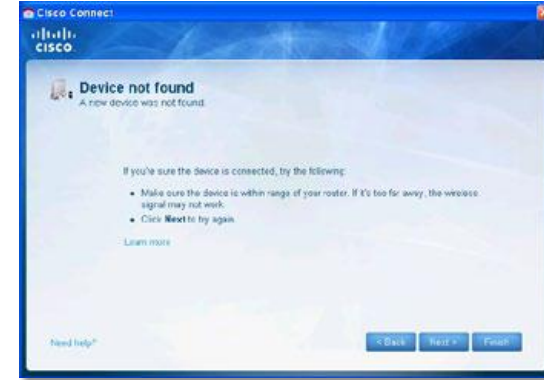 Cisco Connect
CISCO
Device not found
A new device was not found.
If you're sure the device is connected, try the following:
• Make sure the device is within range of your router. If it's too far away, the wireless
signal may not work.
• Click Next to try again.
Learn more
Need help?
< Back
Next >
Finish